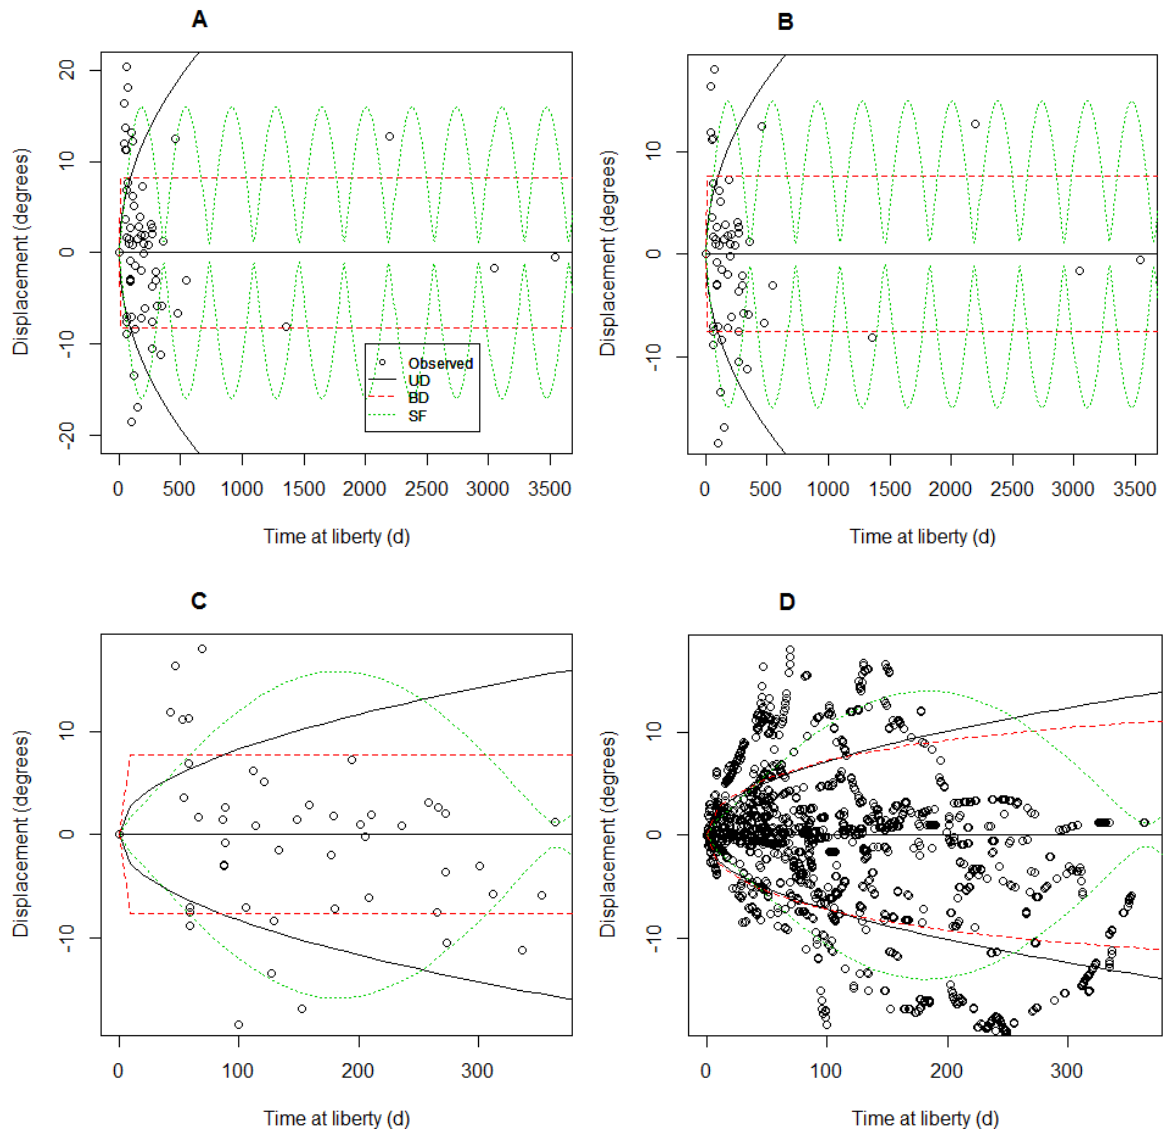 A
Displacement (degrees)
20
10
0
-10
-20
Observed
UD
BD
SF
0 500 1000 1500 2000 2500 3000 3500
Time at liberty (d)
B
Displacement (degrees)
10
0
-10
0 500 1000 1500 2000 2500 3000 3500
Time at liberty (d)
C
Displacement (degrees)
10
0
-10
0 100 200 300
Time at liberty (d)
D
Displacement (degrees)
10
0
-10
0 100 200 300
Time at liberty (d)